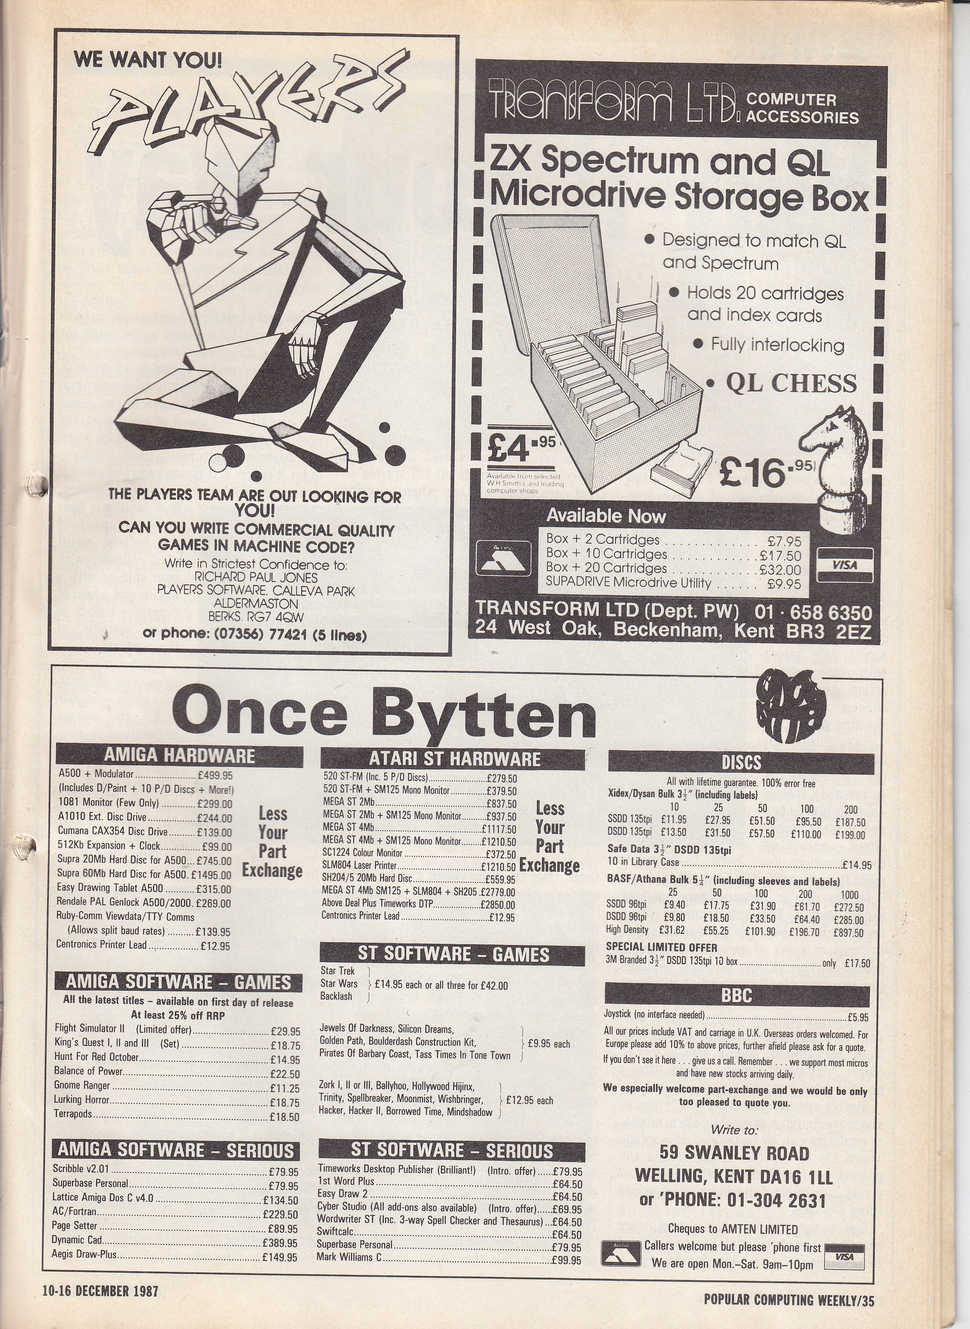 WE WANT YOU!
PLAYERS
THE PLAYERS TEAM ARE OUT LOOKING FOR
YOU!
CAN YOU WRITE COMMERCIAL QUALITY
GAMES IN MACHINE CODE?
Write in Strictest Confidence to:
RICHARD PAUL JONES
PLAYERS SOFTWARE, CALLEVA PARK
ALDERMASTON
BERKS. RG7 4QW
or phone: (07356) 77421 (5 lines)
TRANSFORM LTD. COMPUTER
ACCESSORIES
ZX Spectrum and QL
Microdrive Storage Box
• Designed to match QL
and Spectrum
• Holds 20 cartridges
and index cards
• Fully interlocking
• QL CHESS
£4.95
Available from selected
W H Smith's and leading
computer shops
£16.95
Available Now
Box + 2 Cartridges ............ £7.95
Box + 10 Cartridges ............ £17.50
Box + 20 Cartridges ............ £32.00
SUPADRIVE Microdrive Utility ...... £9.95
VISA
TRANSFORM LTD (Dept. PW) 01·658 6350
24 West Oak, Beckenham, Kent BR3 2EZ
Once Bytten
AMIGA HARDWARE
A500 + Modulator ............ £499.95
(Includes D/Paint + 10 P/D Discs + More!)
1081 Monitor (Few Only) ............ £299.00
A1010 Ext. Disc Drive ............ £244.00
Cumana CAX354 Disc Drive ............ £139.00
512Kb Expansion + Clock ............ £99.00
Supra 20Mb Hard Disc for A500 ... £745.00
Supra 60Mb Hard Disc for A500 . £1495.00
Easy Drawing Tablet A500 ............ £315.00
Rendale PAL Genlock A500/2000 . £269.00
Ruby-Comm Viewdata/TTY Comms
(Allows split baud rates) ......... £139.95
Centronics Printer Lead ............ £12.95
Less
Your
Part
Exchange
AMIGA SOFTWARE – GAMES
All the latest titles – available on first day of release
At least 25% off RRP
Flight Simulator II (Limited offer) ............ £29.95
King's Quest I, II and III (Set) ............ £18.75
Hunt For Red October ............ £14.95
Balance of Power ............ £22.50
Gnome Ranger ............ £11.25
Lurking Horror ............ £18.75
Terrapods ............ £18.50
AMIGA SOFTWARE – SERIOUS
Scribble v2.01 ............ £79.95
Superbase Personal ............ £79.95
Lattice Amiga Dos C v4.0 ............ £134.50
AC/Fortran ............ £229.50
Page Setter ............ £89.95
Dynamic Cad ............ £389.95
Aegis Draw-Plus ............ £149.95
ATARI ST HARDWARE
520 ST-FM (Inc. 5 P/D Discs) ............ £279.50
520 ST-FM + SM125 Mono Monitor ............ £379.50
MEGA ST 2Mb ............ £837.50
MEGA ST 2Mb + SM125 Mono Monitor ............ £937.50
MEGA ST 4Mb ............ £1117.50
MEGA ST 4Mb + SM125 Mono Monitor ............ £1210.50
SC1224 Colour Monitor ............ £372.50
SLM804 Laser Printer ............ £1210.50
SH204/5 20Mb Hard Disc ............ £559.95
MEGA ST 4Mb SM125 + SLM804 + SH205 . £2779.00
Above Deal Plus Timeworks DTP ............ £2850.00
Centronics Printer Lead ............ £12.95
Less
Your
Part
Exchange
ST SOFTWARE – GAMES
Star Trek
Star Wars } £14.95 each or all three for £42.00
Backlash
Jewels Of Darkness, Silicon Dreams,
Golden Path, Boulderdash Construction Kit, } £9.95 each
Pirates Of Barbary Coast, Tass Times In Tone Town
Zork I, II or III, Ballyhoo, Hollywood Hijinx,
Trinity, Spellbreaker, Moonmist, Wishbringer, } £12.95 each
Hacker, Hacker II, Borrowed Time, Mindshadow
ST SOFTWARE – SERIOUS
Timeworks Desktop Publisher (Brilliant!) (Intro. offer) ...... £79.95
1st Word Plus ............ £64.50
Easy Draw 2 ............ £64.50
Cyber Studio (All add-ons also available) (Intro. offer) ...... £69.95
Wordwriter ST (Inc. 3-way Spell Checker and Thesaurus) ... £64.50
Swiftcalc ............ £64.50
Superbase Personal ............ £79.95
Mark Williams C ............ £99.95
ONCE BYTTEN
DISCS
All with lifetime guarantee. 100% error free
Xidex/Dysan Bulk 3½" (including labels)
10 25 50 100 200
SSDD 135tpi £11.95 £27.95 £51.50 £95.50 £187.50
DSDD 135tpi £13.50 £31.50 £57.50 £110.00 £199.00
Safe Data 3½" DSDD 135tpi
10 in Library Case ............ £14.95
BASF/Athana Bulk 5¼" (including sleeves and labels)
25 50 100 200 1000
SSDD 96tpi £9.40 £17.75 £31.90 £61.70 £272.50
DSDD 96tpi £9.80 £18.50 £33.50 £64.40 £285.00
High Density £31.62 £55.25 £101.90 £196.70 £897.50
SPECIAL LIMITED OFFER
3M Branded 3½" DSDD 135tpi 10 box ............ only £17.50
BBC
Joystick (no interface needed) ............ £5.95
All our prices include VAT and carriage in U.K. Overseas orders welcomed. For
Europe please add 10% to above prices, further afield please ask for a quote.
If you don't see it here . . . give us a call. Remember . . . we support most micros
and have new stocks arriving daily.
We especially welcome part-exchange and we would be only
too pleased to quote you.
Write to:
59 SWANLEY ROAD
WELLING, KENT DA16 1LL
or 'PHONE: 01-304 2631
Cheques to AMTEN LIMITED
Callers welcome but please 'phone first
We are open Mon.–Sat. 9am–10pm
VISA
10-16 DECEMBER 1987
POPULAR COMPUTING WEEKLY/35